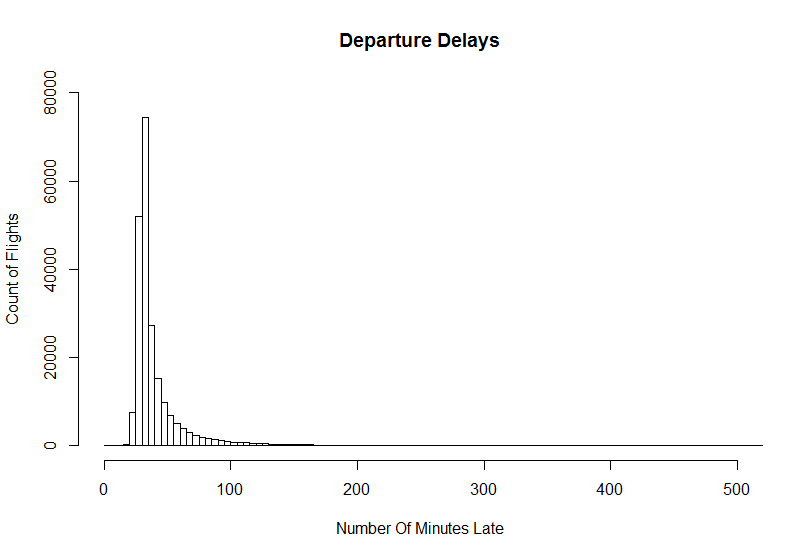 Departure Delays
Count of Flights
80000
60000
40000
20000
0
0 100 200 300 400 500
Number Of Minutes Late